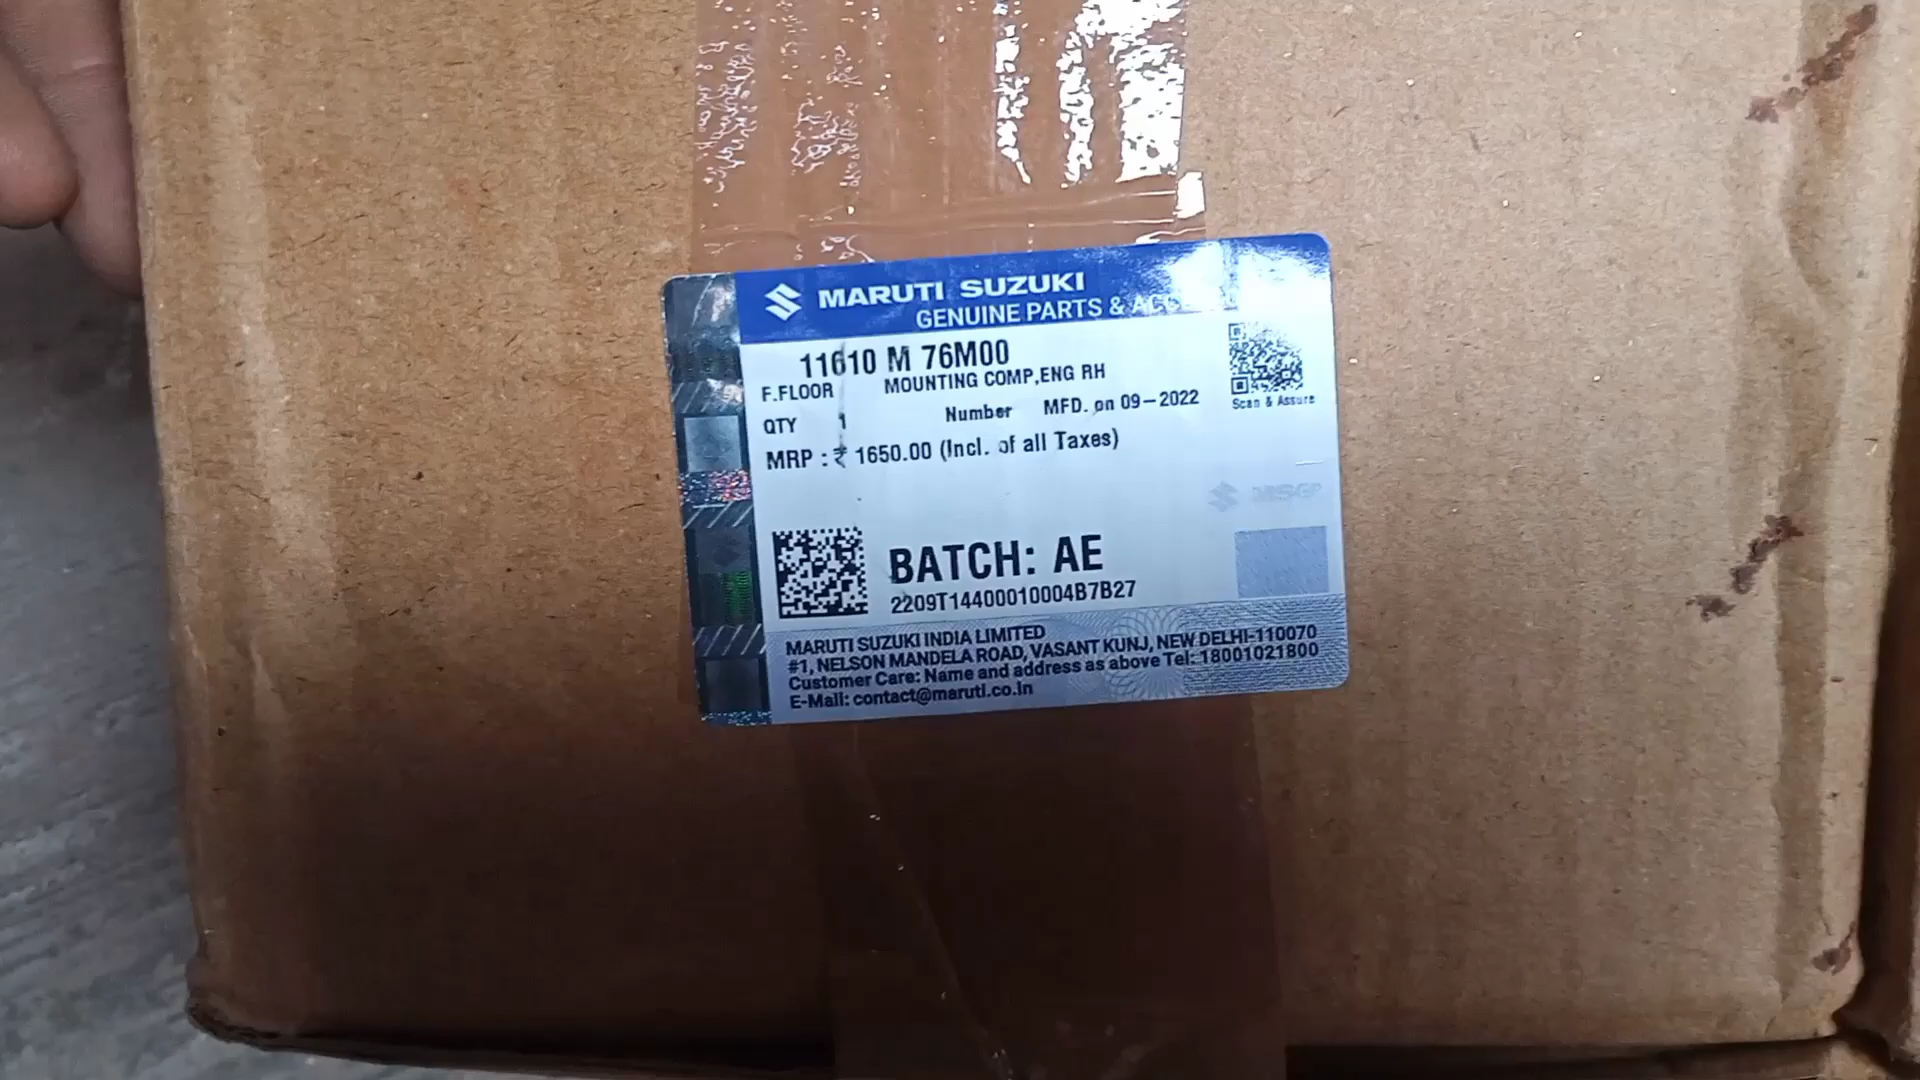 MARUTI SUZUKI
GENUINE PARTS &
11610 M 76M00
F.FLOOR MOUNTING COMP,ENG RH
QTY 1 Number MFD. on 09-2022
Scan & Assure
MRP : ₹ 1650.00 (Incl. of all Taxes)
BATCH: AE
2209T14400010004B7B27
MARUTI SUZUKI INDIA LIMITED
#1, NELSON MANDELA ROAD, VASANT KUNJ, NEW DELHI-110070
Customer Care: Name and address as above Tel: 18001021800
E-Mail: contact@maruti.co.in